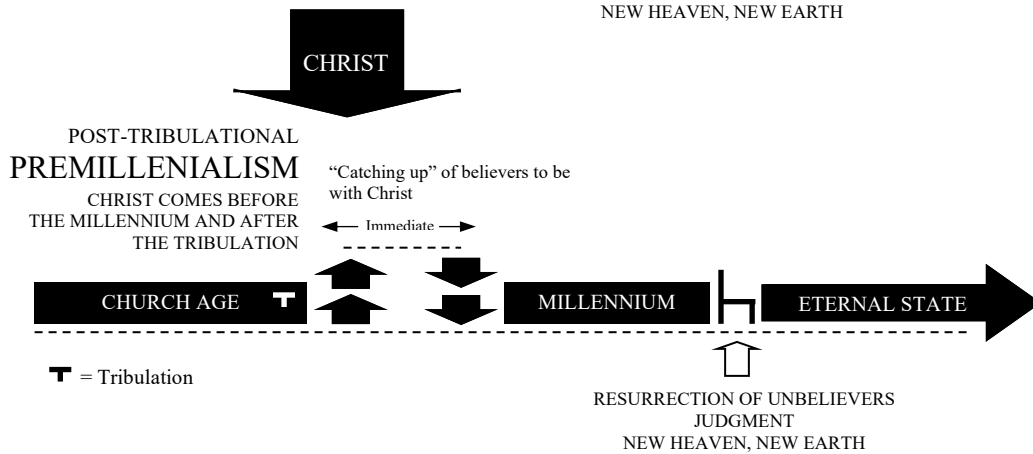 NEW HEAVEN, NEW EARTH
CHRIST
POST-TRIBULATIONAL
PREMILLENIALISM
CHRIST COMES BEFORE
THE MILLENNIUM AND AFTER
THE TRIBULATION
“Catching up” of believers to be
with Christ
Immediate
CHURCH AGE T
MILLENNIUM
ETERNAL STATE
T = Tribulation
RESURRECTION OF UNBELIEVERS
JUDGMENT
NEW HEAVEN, NEW EARTH